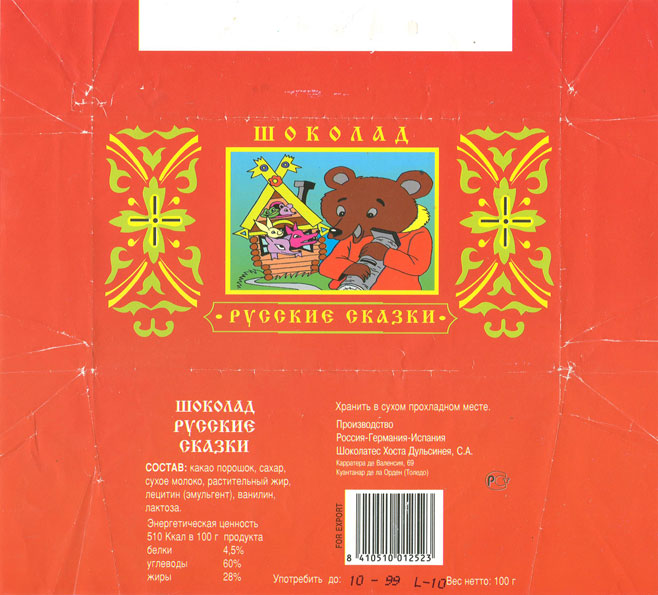 ШОКОЛАД
• РУССКИЕ СКАЗКИ •
ШОКОЛАД
РУССКИЕ
СКАЗКИ
СОСТАВ: какао порошок, сахар,
сухое молоко, растительный жир,
лецитин (эмульгент), ванилин,
лактоза.
Энергетическая ценность
510 Ккал в 100 г продукта
белки 4,5%
углеводы 60%
жиры 28%
Хранить в сухом прохладном месте.
Производство
Россия-Германия-Испания
Шоколатес Хоста Дульсинея, С.А.
Карратера де Валенсия, 69
Куантанар де ла Орден (Толедо)
РСТ
FOR EXPORT
8 410510 012523
Употребить до: 10 - 99 L-10 Вес нетто: 100 г